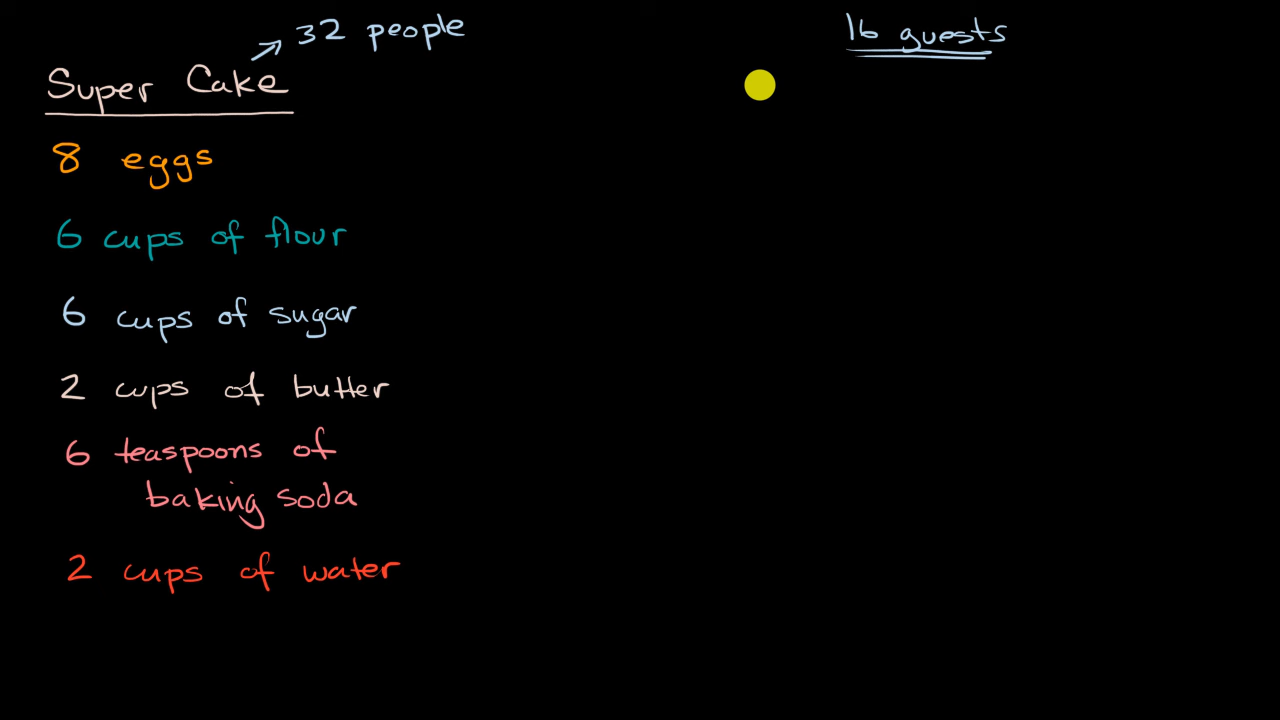 32 people
16 guests
Super Cake
8 eggs
6 cups of flour
6 cups of sugar
2 cups of butter
6 teaspoons of
baking soda
2 cups of water